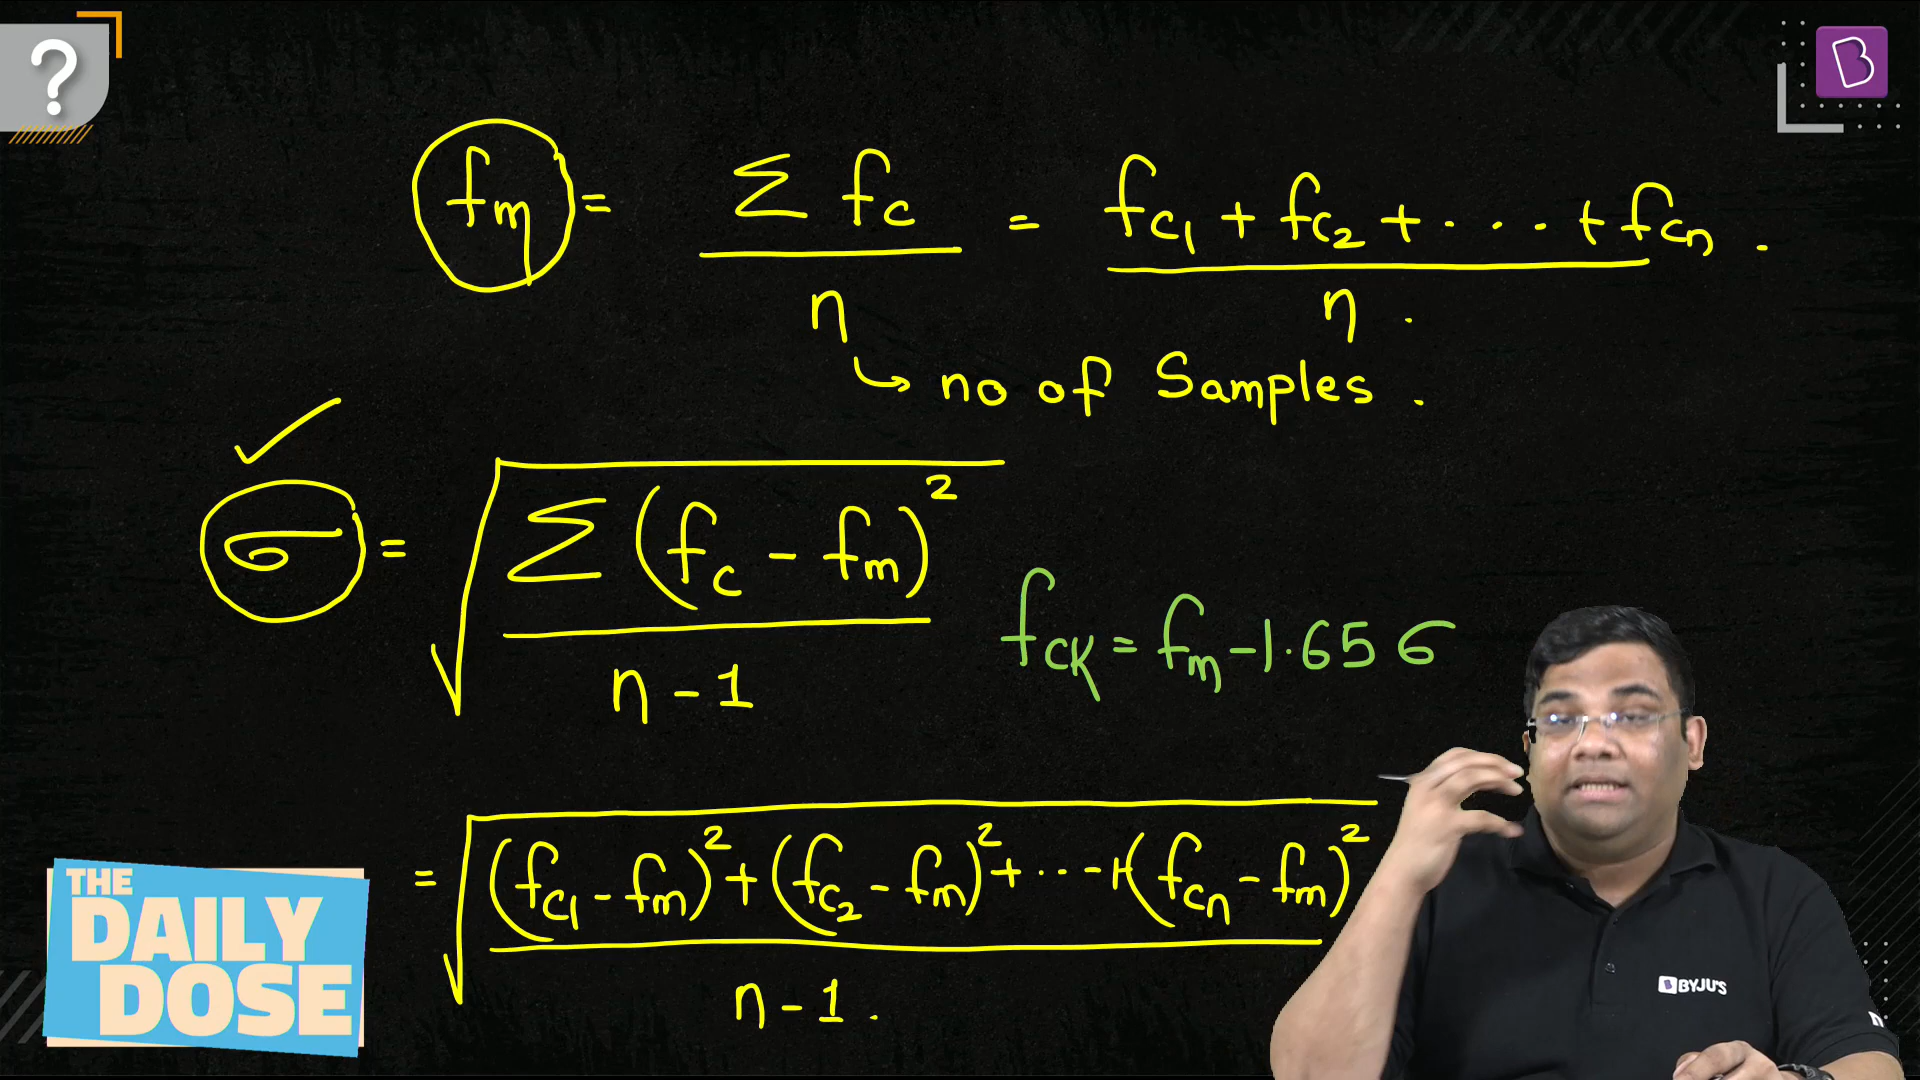 ?
B
fm = Σ fc / n = fc1 + fc2 + · · · + fcn / n .
↳ no of Samples .
✓
σ = √ Σ (fc - fm)² / n - 1
fck = fm - 1.65 σ
= √ (fc1 - fm)² + (fc2 - fm)² + · · - + (fcn - fm)² / n - 1 .
THE
DAILY
DOSE
B BYJU'S